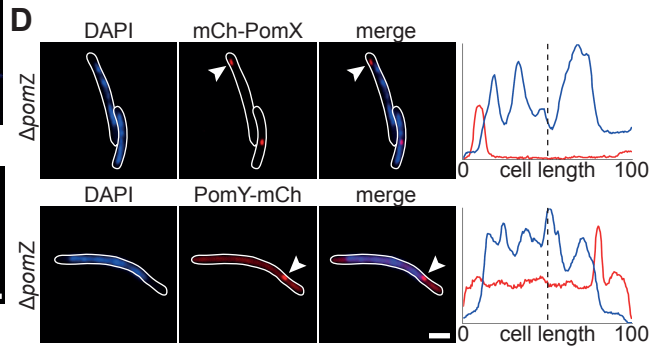 D
DAPI mCh-PomX merge
ΔpomZ
0 cell length 100
DAPI PomY-mCh merge
ΔpomZ
0 cell length 100